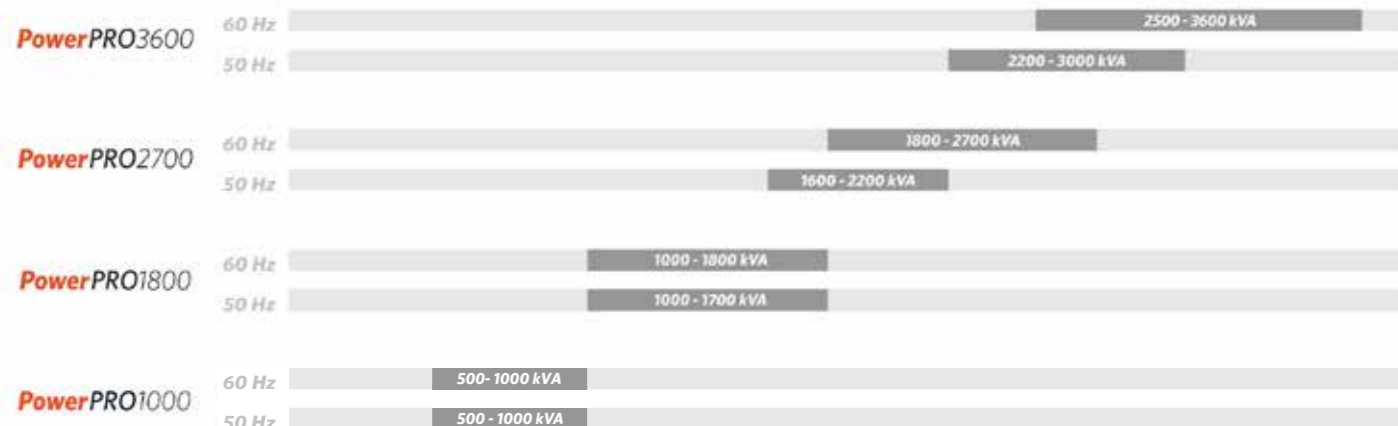 60 Hz 2500 - 3600 kVA
PowerPRO3600
50 Hz 2200 - 3000 kVA
60 Hz 1800 - 2700 kVA
PowerPRO2700
50 Hz 1600 - 2200 kVA
60 Hz 1000 - 1800 kVA
PowerPRO1800
50 Hz 1000 - 1700 kVA
60 Hz 500- 1000 kVA
PowerPRO1000
50 Hz 500 - 1000 kVA